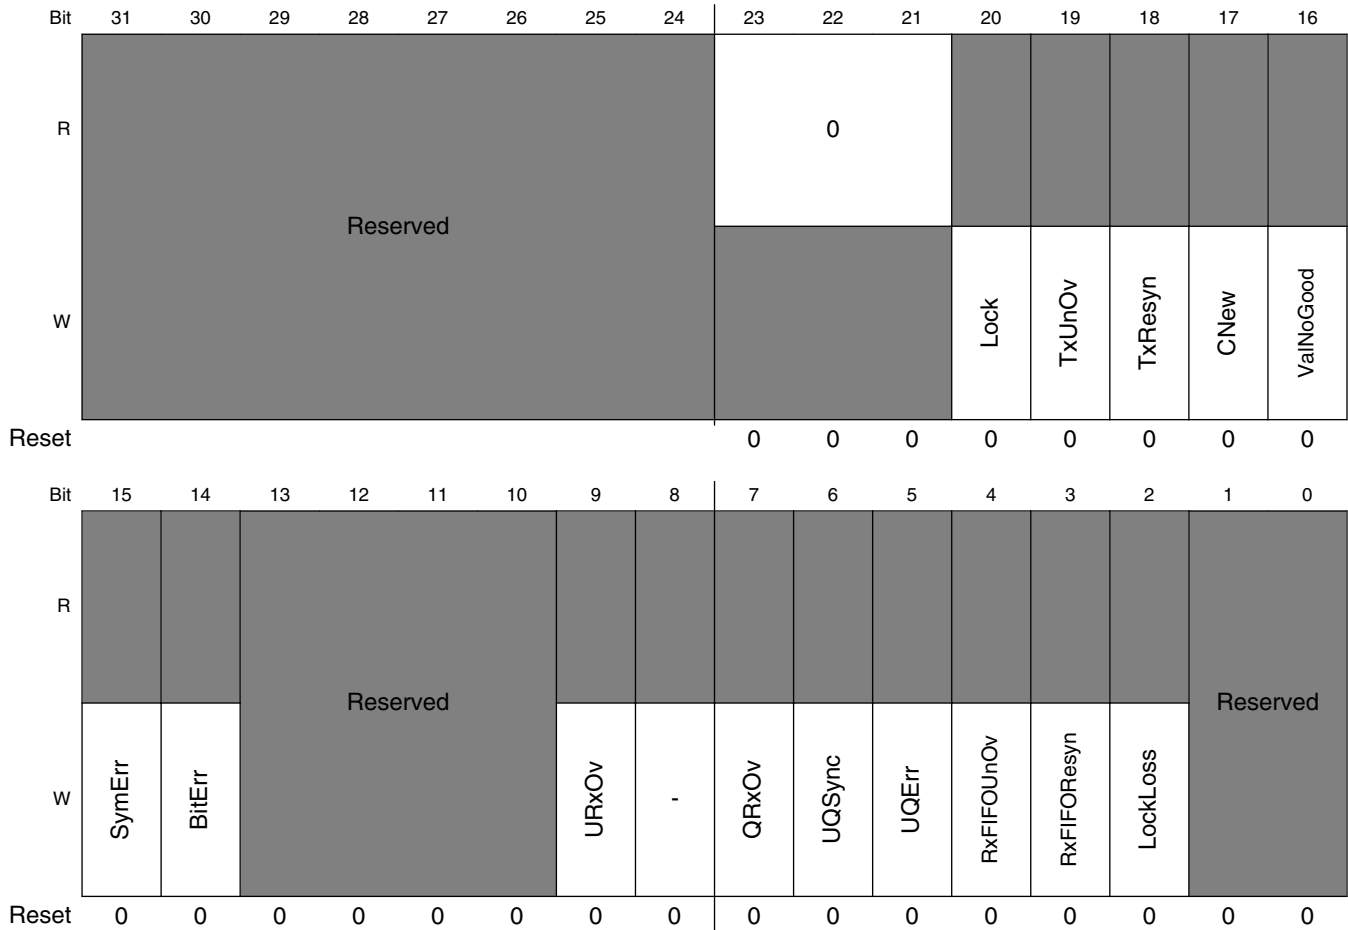 Bit 31 30 29 28 27 26 25 24 23 22 21 20 19 18 17 16
R 0
Reserved
W Lock TxUnOv TxResyn CNew ValNoGood
Reset 0 0 0 0 0 0 0 0
Bit 15 14 13 12 11 10 9 8 7 6 5 4 3 2 1 0
R
Reserved Reserved
W SymErr BitErr URxOv - QRxOv UQSync UQErr RxFIFOUnOv RxFIFOResyn LockLoss
Reset 0 0 0 0 0 0 0 0 0 0 0 0 0 0 0 0